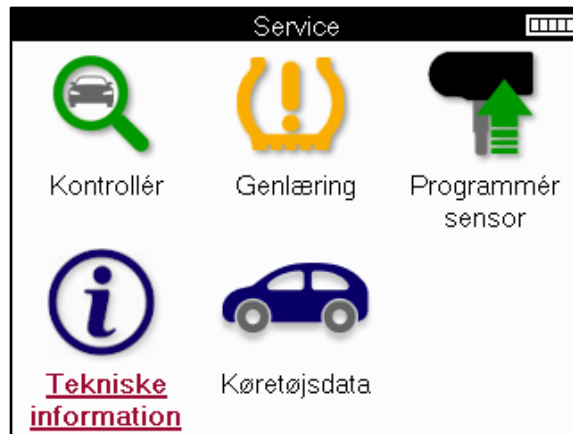 Service
Kontrollér
Genlæring
Programmér
sensor
Tekniske
information
Køretøjsdata